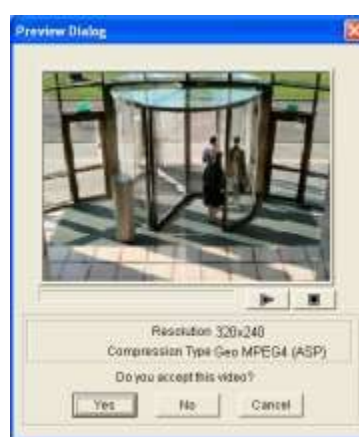 Preview Dialog
Resolution 320x240
Compression Type Geo MPEG4 (ASP)
Do you accept this video?
Yes No Cancel